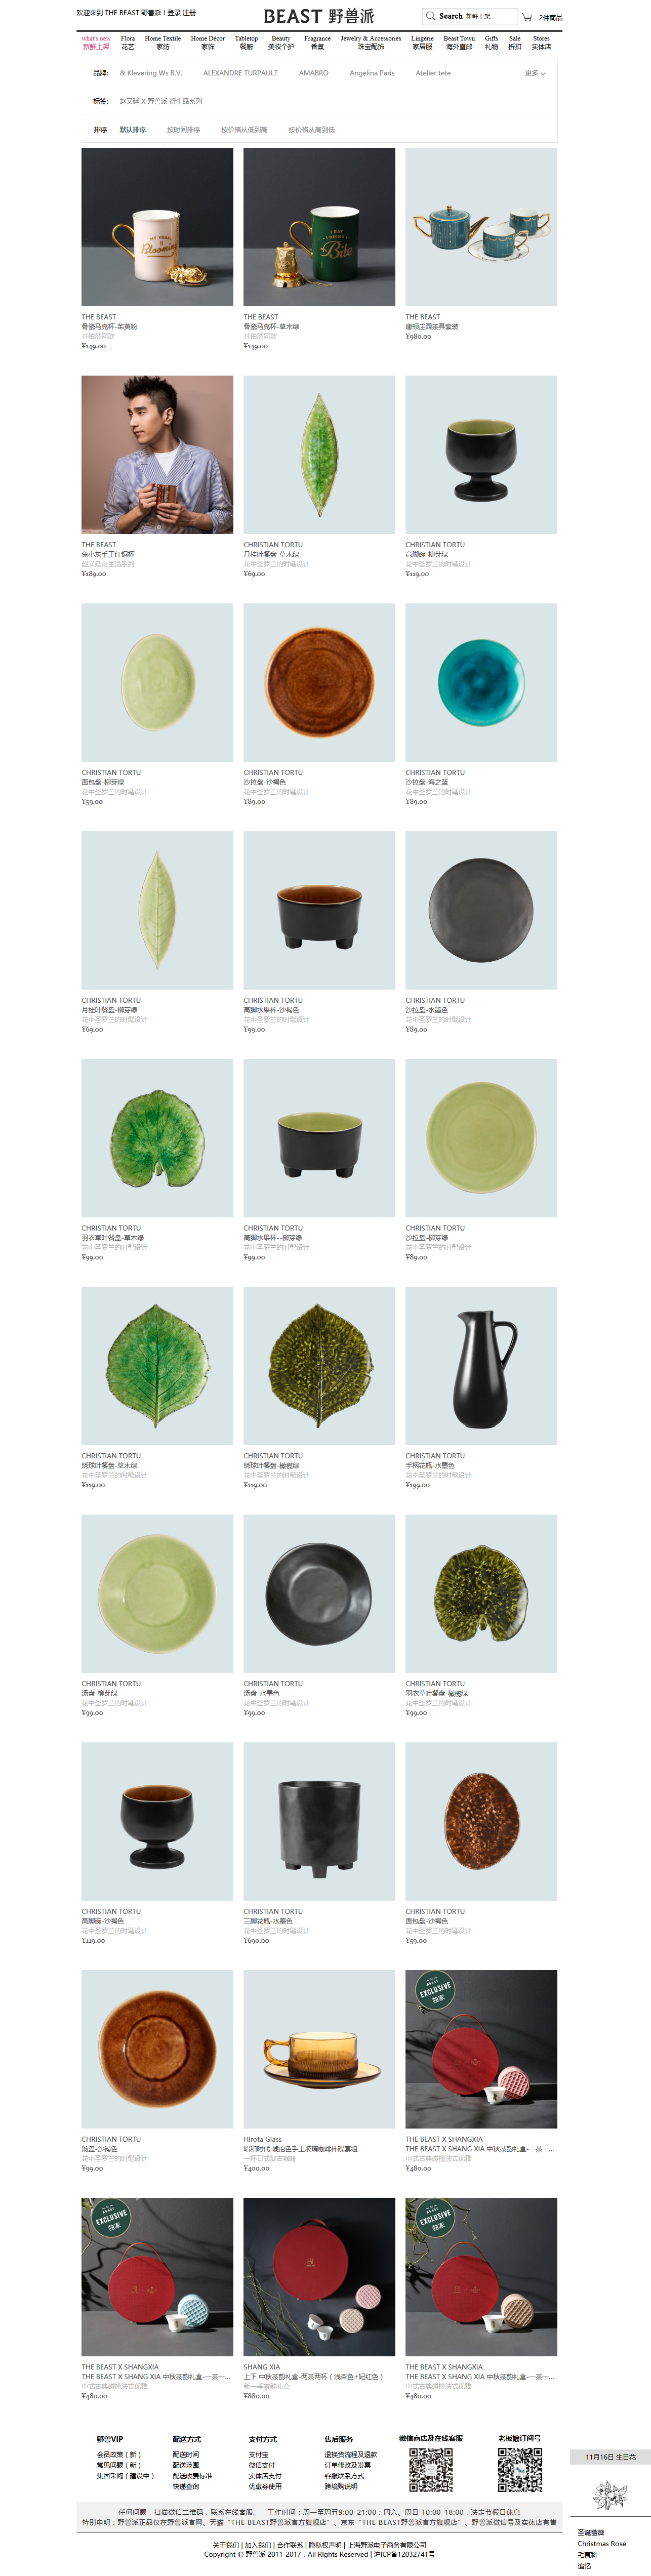 欢迎来到 THE BEAST 野兽派！登录 注册
BEAST 野兽派
Search 新鲜上架
2件商品
what's new Flora Home Textile Home Décor Tabletop Beauty Fragrance Jewelry & Accessories Lingerie Beast Town Gifts Sale Stores
新鲜上架 花艺 家纺 家饰 餐厨 美妆个护 香氛 珠宝配饰 家居服 海外直邮 礼物 折扣 实体店
品牌: & Klevering Ws B.V. ALEXANDRE TURPAULT AMABRO Angelina Paris Atelier tete 更多
标签: 赵又廷 X 野兽派 衍生品系列
排序 默认排序 按时间排序 按价格从低到高 按价格从高到低
THE BEAST
骨瓷马克杯-茱萸粉
井柏然同款
¥149.00
THE BEAST
骨瓷马克杯-草木绿
井柏然同款
¥149.00
THE BEAST
唐顿庄园茶具套装
¥980.00
THE BEAST
兔小灰手工红铜杯
赵又廷衍生品系列
¥189.00
CHRISTIAN TORTU
月桂叶餐盘-草木绿
花中圣罗兰的时髦设计
¥69.00
CHRISTIAN TORTU
高脚碗-柳芽绿
花中圣罗兰的时髦设计
¥119.00
CHRISTIAN TORTU
面包盘-柳芽绿
花中圣罗兰的时髦设计
¥59.00
CHRISTIAN TORTU
沙拉盘-沙褐色
花中圣罗兰的时髦设计
¥89.00
CHRISTIAN TORTU
沙拉盘-海之蓝
花中圣罗兰的时髦设计
¥89.00
CHRISTIAN TORTU
月桂叶餐盘-柳芽绿
花中圣罗兰的时髦设计
¥69.00
CHRISTIAN TORTU
高脚水果杯-沙褐色
花中圣罗兰的时髦设计
¥99.00
CHRISTIAN TORTU
沙拉盘-水墨色
花中圣罗兰的时髦设计
¥89.00
CHRISTIAN TORTU
羽衣草叶餐盘-草木绿
花中圣罗兰的时髦设计
¥99.00
CHRISTIAN TORTU
高脚水果杯--柳芽绿
花中圣罗兰的时髦设计
¥99.00
CHRISTIAN TORTU
沙拉盘-柳芽绿
花中圣罗兰的时髦设计
¥89.00
CHRISTIAN TORTU
绣球叶餐盘-草木绿
花中圣罗兰的时髦设计
¥119.00
CHRISTIAN TORTU
绣球叶餐盘-橄榄绿
花中圣罗兰的时髦设计
¥119.00
CHRISTIAN TORTU
手柄花瓶-水墨色
花中圣罗兰的时髦设计
¥199.00
CHRISTIAN TORTU
汤盘-柳芽绿
花中圣罗兰的时髦设计
¥99.00
CHRISTIAN TORTU
汤盘-水墨色
花中圣罗兰的时髦设计
¥99.00
CHRISTIAN TORTU
羽衣草叶餐盘-橄榄绿
花中圣罗兰的时髦设计
¥99.00
CHRISTIAN TORTU
高脚碗-沙褐色
花中圣罗兰的时髦设计
¥119.00
CHRISTIAN TORTU
三脚花瓶-水墨色
花中圣罗兰的时髦设计
¥690.00
CHRISTIAN TORTU
面包盘-沙褐色
花中圣罗兰的时髦设计
¥59.00
CHRISTIAN TORTU
汤盘-沙褐色
花中圣罗兰的时髦设计
¥99.00
Hirota Glass
昭和时代 琥珀色手工玻璃咖啡杯碟套组
一杯日式复古咖啡
¥400.00
BEAST
EXCLUSIVE
独家
THE BEAST X SHANGXIA
THE BEAST X SHANG XIA 中秋茶韵礼盒-一茶一...
中式古典碰撞法式优雅
¥480.00
BEAST
EXCLUSIVE
独家
THE BEAST X SHANGXIA
THE BEAST X SHANG XIA 中秋茶韵礼盒-一茶一...
中式古典碰撞法式优雅
¥480.00
SHANG XIA
上下 中秋茶韵礼盒-两茶两杯（浅杏色+妃红色）
新一季茶韵礼盒
¥880.00
BEAST
EXCLUSIVE
独家
THE BEAST X SHANGXIA
THE BEAST X SHANG XIA 中秋茶韵礼盒-一茶一...
中式古典碰撞法式优雅
¥480.00
野兽VIP
会员政策（新）
常见问题（新）
集团采购（建设中）
配送方式
配送时间
配送范围
配送收费标准
快递查询
支付方式
支付宝
微信支付
实体店支付
优惠券使用
售后服务
退换货流程及退款
订单修改及发票
客服联系方式
跨境购说明
微信商店及在线客服
老板娘订阅号
11月16日 生日花
圣诞蔷薇
Christmas Rose
毛茛科
追忆
任何问题，扫描微信二维码，联系在线客服。 工作时间：周一至周五9:00-21:00；周六、周日 10:00-18:00，法定节假日休息
特别申明：野兽派正品仅在野兽派官网、天猫“THE BEAST野兽派官方旗舰店”、京东“THE BEAST野兽派官方旗舰店”、野兽派微信号及实体店有售
关于我们 | 加入我们 | 合作联系 | 隐私权声明 | 上海野派电子商务有限公司
Copyright © 野兽派 2011-2017，All Rights Reserved | 沪ICP备12032741号